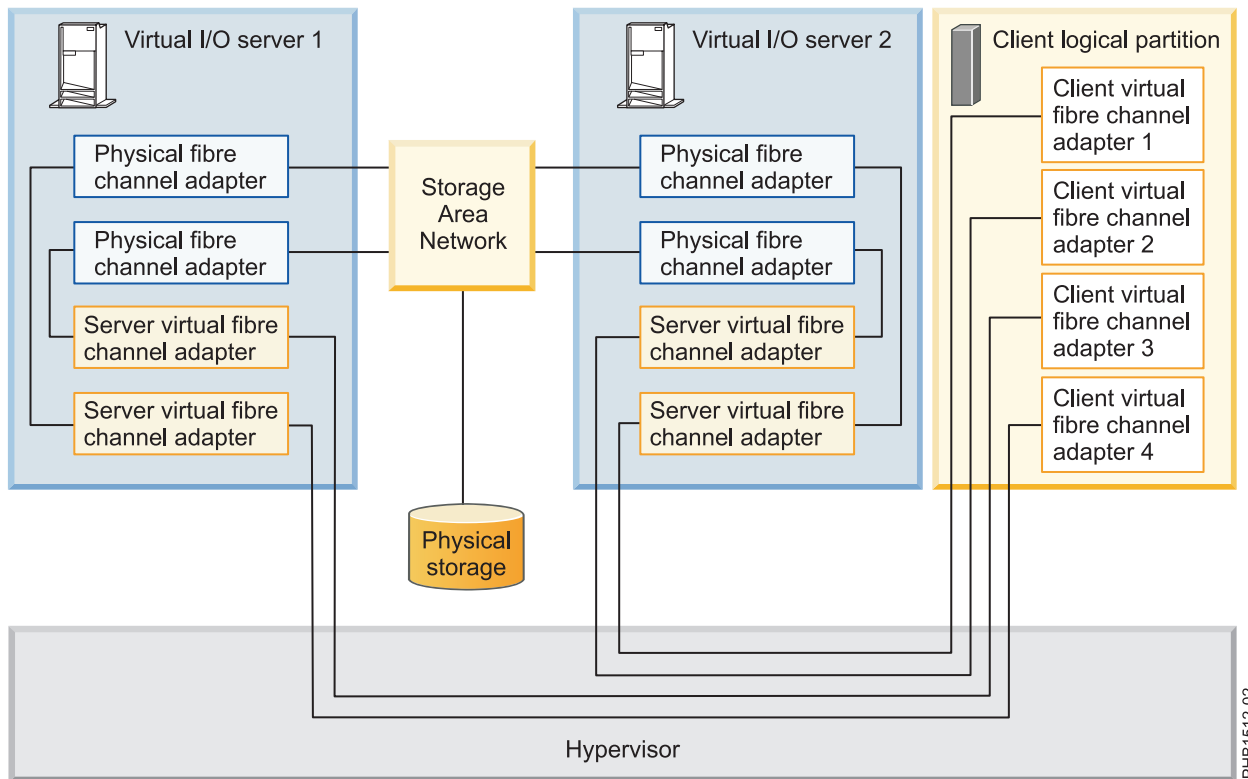 Virtual I/O server 1
Physical fibre
channel adapter
Physical fibre
channel adapter
Server virtual fibre
channel adapter
Server virtual fibre
channel adapter
Storage
Area
Network
Physical
storage
Virtual I/O server 2
Physical fibre
channel adapter
Physical fibre
channel adapter
Server virtual fibre
channel adapter
Server virtual fibre
channel adapter
Client logical partition
Client virtual
fibre channel
adapter 1
Client virtual
fibre channel
adapter 2
Client virtual
fibre channel
adapter 3
Client virtual
fibre channel
adapter 4
Hypervisor